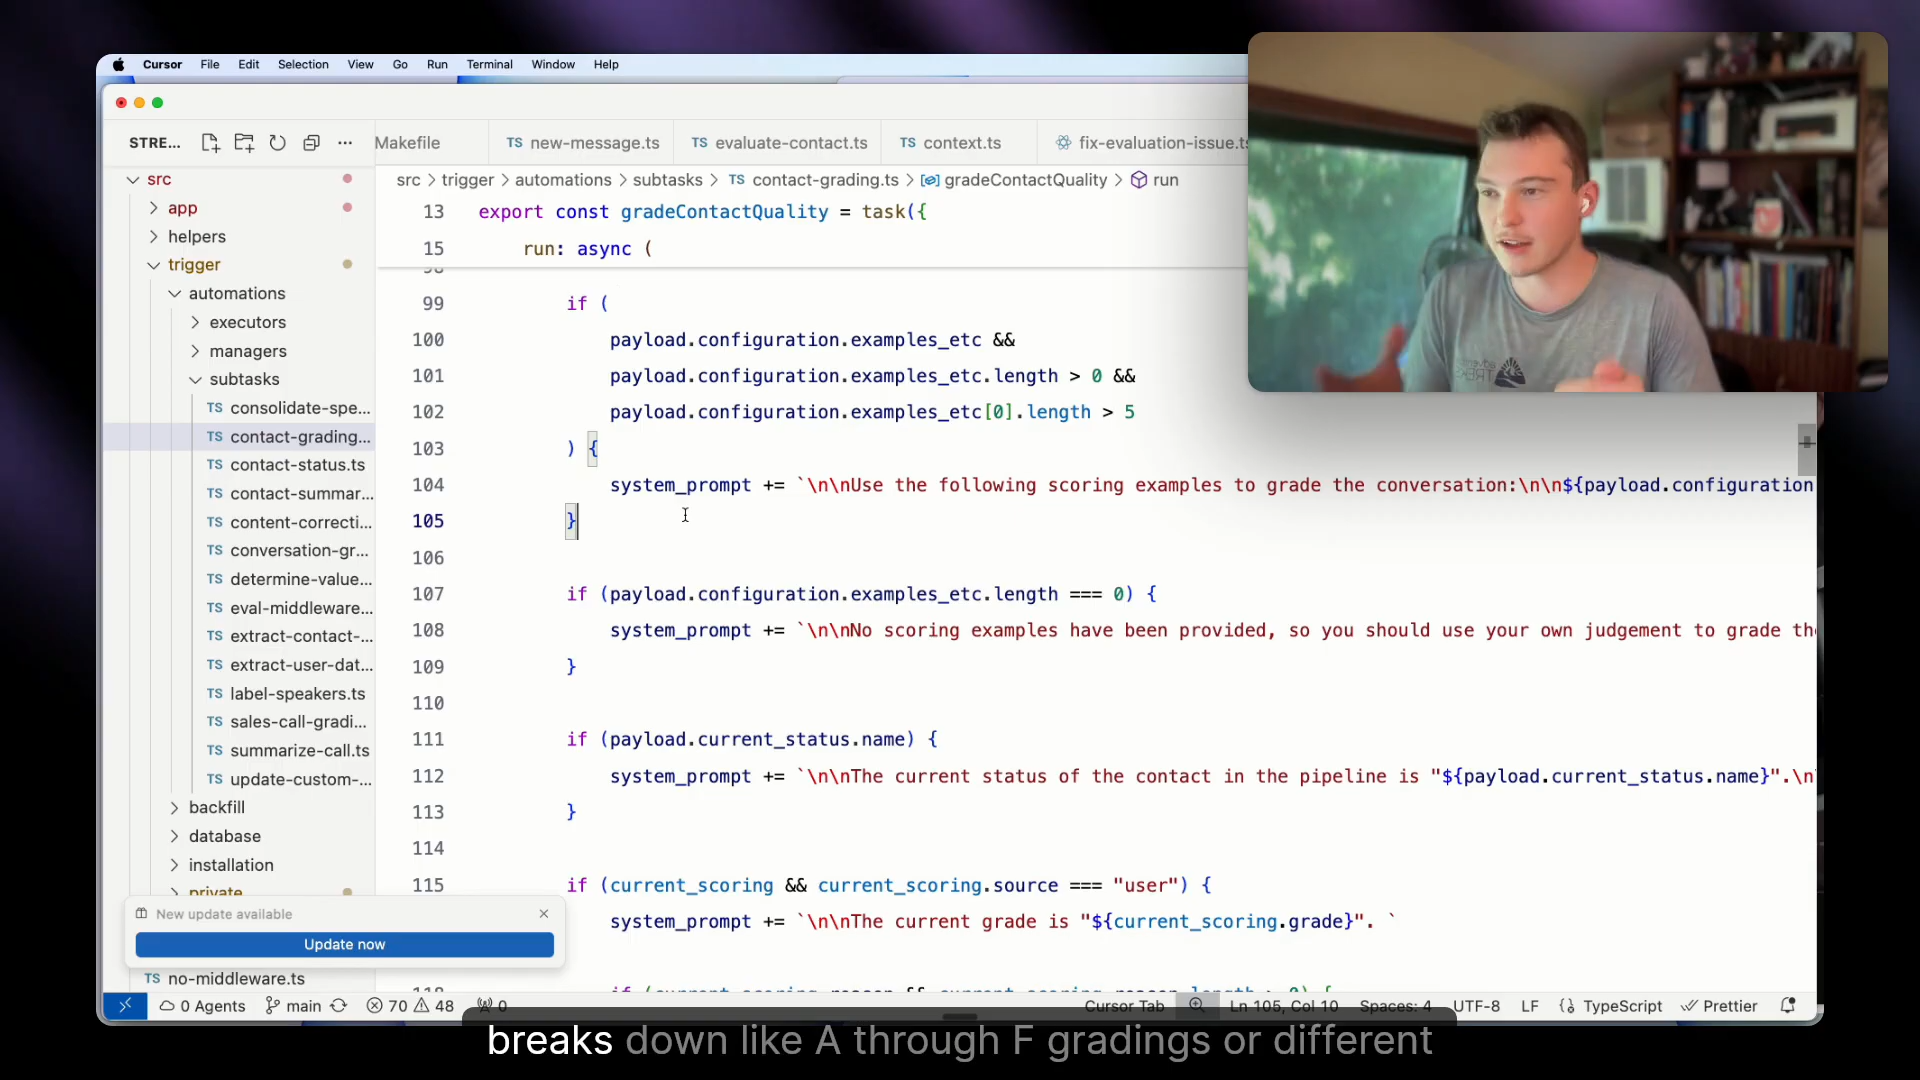 Cursor File Edit Selection View Go Run Terminal Window Help
STRE...
Makefile
TS new-message.ts
TS evaluate-contact.ts
TS context.ts
fix-evaluation-issue.ts
src > trigger > automations > subtasks > TS contact-grading.ts > gradeContactQuality > run
src
app
helpers
trigger
automations
executors
managers
subtasks
TS consolidate-spe...
TS contact-grading...
TS contact-status.ts
TS contact-summar...
TS content-correcti...
TS conversation-gr...
TS determine-value...
TS eval-middleware...
TS extract-contact-...
TS extract-user-dat...
TS label-speakers.ts
TS sales-call-gradi...
TS summarize-call.ts
TS update-custom-...
backfill
database
installation
private
New update available
Update now
TS no-middleware.ts
13 export const gradeContactQuality = task({
15 run: async (
99 if (
100 payload.configuration.examples_etc &&
101 payload.configuration.examples_etc.length > 0 &&
102 payload.configuration.examples_etc[0].length > 5
103 ) {
104 system_prompt += `\n\nUse the following scoring examples to grade the conversation:\n\n${payload.configuration
105 }
106
107 if (payload.configuration.examples_etc.length === 0) {
108 system_prompt += `\n\nNo scoring examples have been provided, so you should use your own judgement to grade the
109 }
110
111 if (payload.current_status.name) {
112 system_prompt += `\n\nThe current status of the contact in the pipeline is "${payload.current_status.name}".\n
113 }
114
115 if (current_scoring && current_scoring.source === "user") {
system_prompt += `\n\nThe current grade is "${current_scoring.grade}". `
0 Agents main 70 48 0 Cursor Tab Ln 105, Col 10 Spaces: 4 UTF-8 LF {} TypeScript Prettier
breaks down like A through F gradings or different